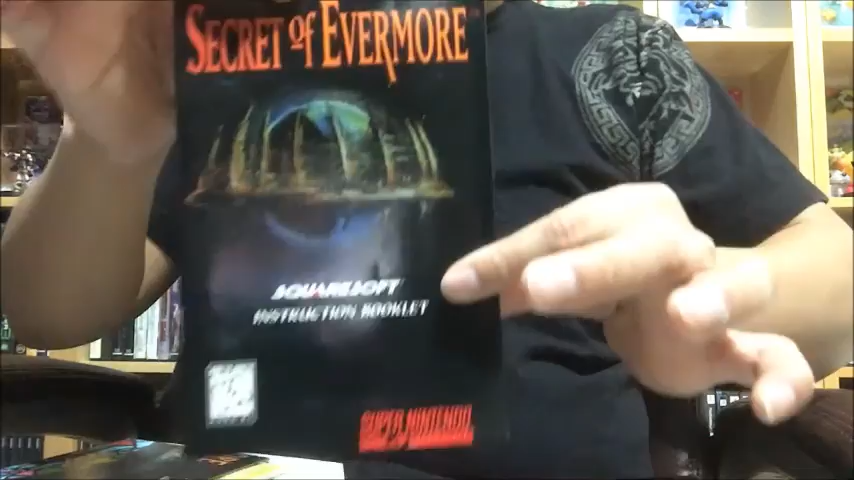 SECRET of EVERMORE
SQUARESOFT
INSTRUCTION BOOKLET
SUPER NINTENDO